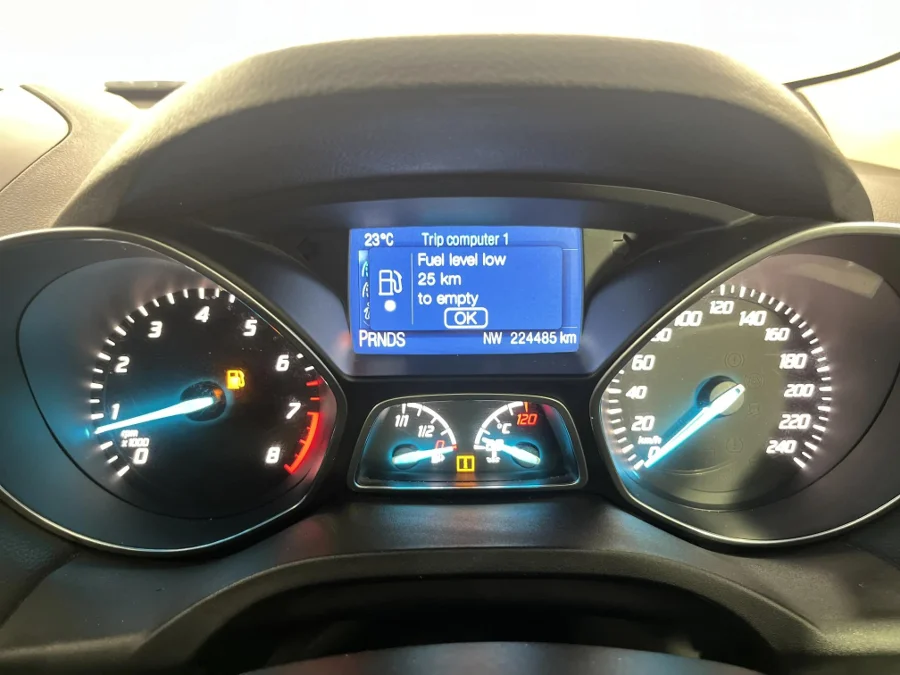 23°C Trip computer 1
Fuel level low
25 km
to empty
OK
PRNDS NW 224485 km
0 1 2 3 4 5 6 7 8
rpm
x1000
1/1 1/2 0
°C 120
0 20 40 60 80 100 120 140 160 180 200 220 240
km/h